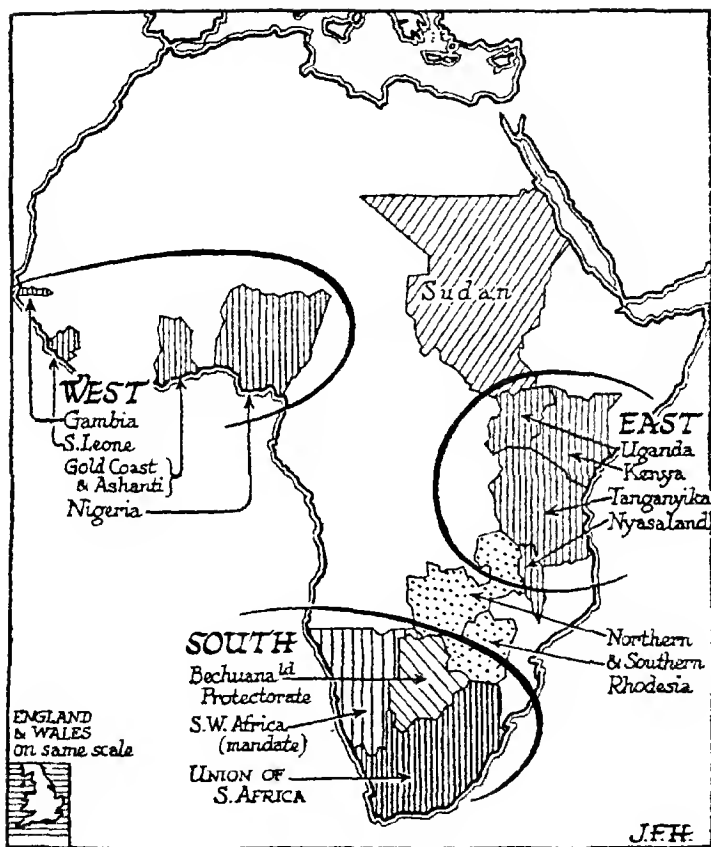 Sudan
WEST
Gambia
S. Leone
Gold Coast
& Ashanti
Nigeria
EAST
Uganda
Kenya
Tanganyika
Nyasaland
Northern
& Southern
Rhodesia
SOUTH
Bechuana ld
Protectorate
S.W. Africa
(mandate)
UNION OF
S. AFRICA
ENGLAND
& WALES
on same scale
J.F.H.